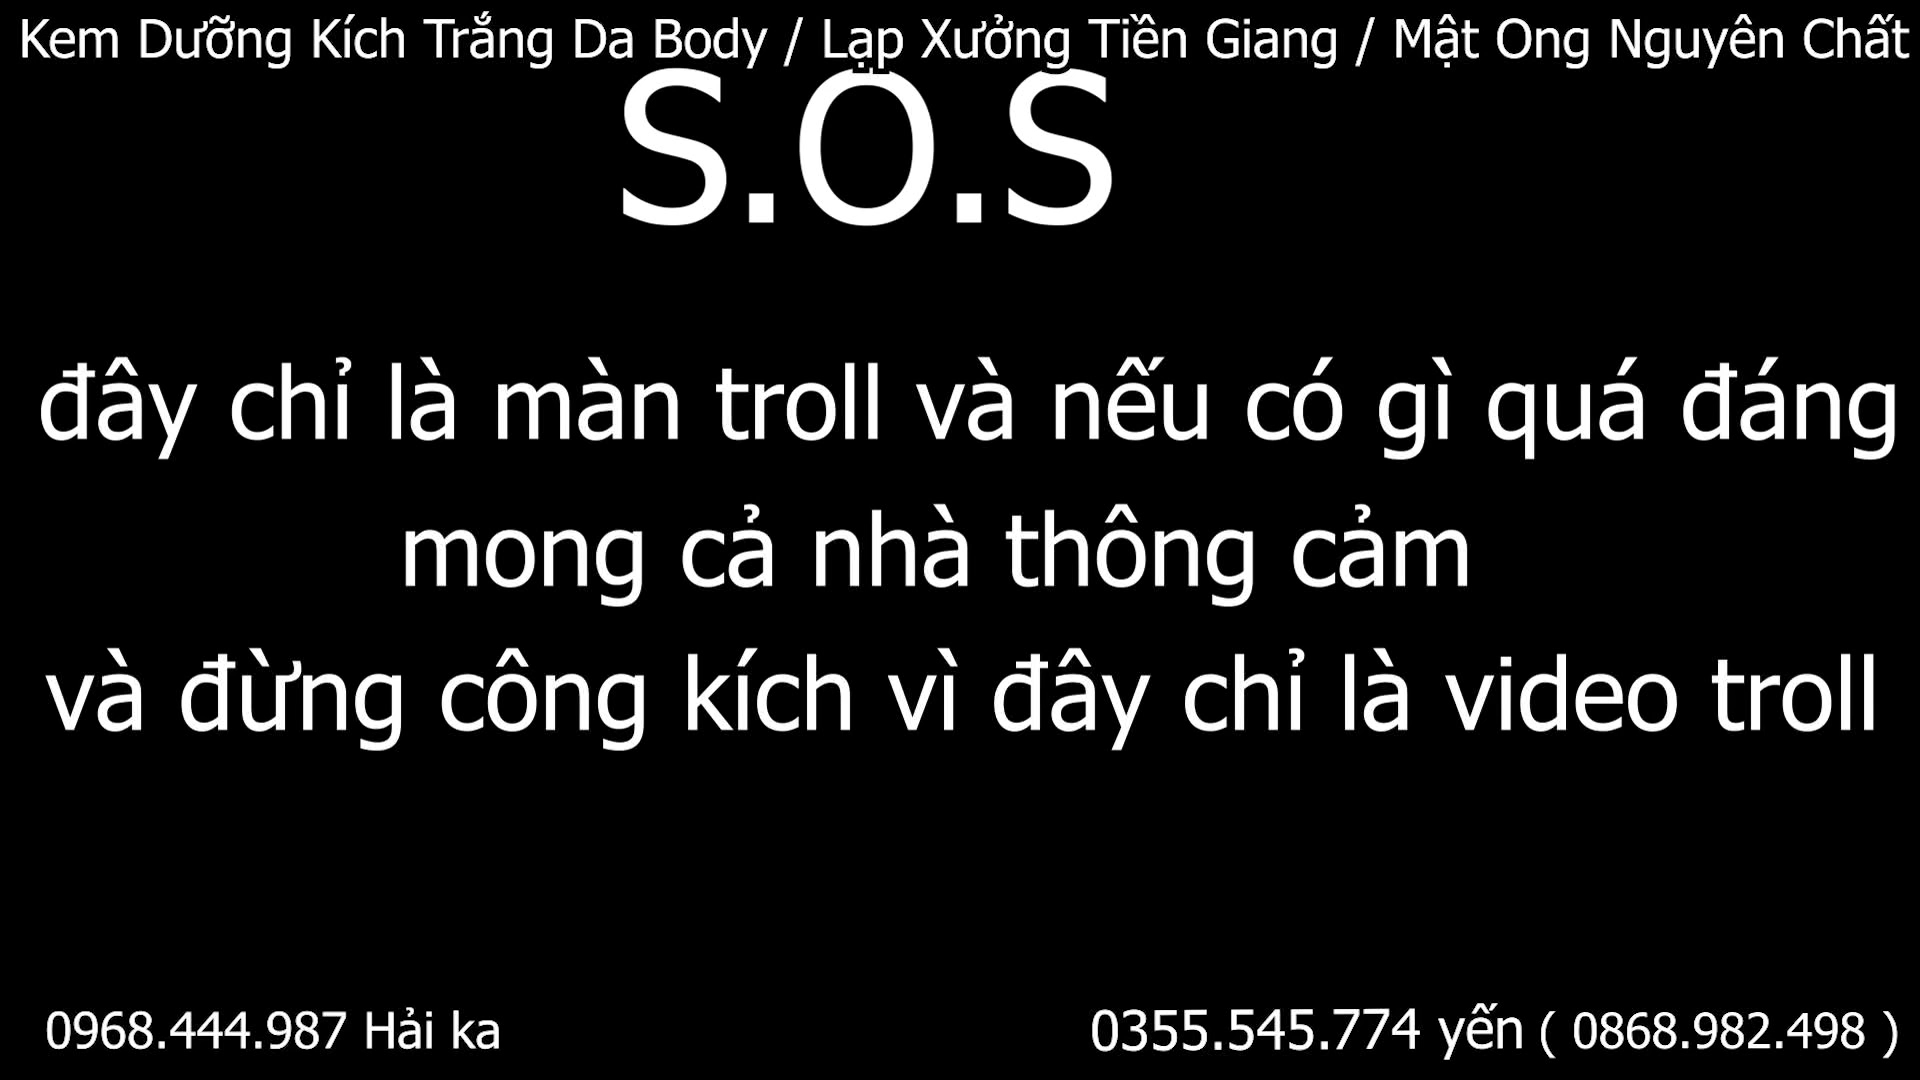 Kem Dưỡng Kích Trắng Da Body / Lạp Xưởng Tiền Giang / Mật Ong Nguyên Chất
S.O.S
đây chỉ là màn troll và nếu có gì quá đáng
mong cả nhà thông cảm
và đừng công kích vì đây chỉ là video troll
0968.444.987 Hải ka
0355.545.774 yến ( 0868.982.498 )